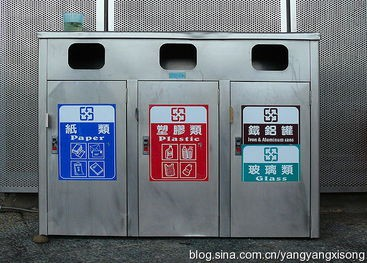 紙類
Paper
塑膠類
Plastic
鐵鋁罐
Iron & Aluminum cans
玻璃類
Glass
blog.sina.com.cn/yangyangxisong